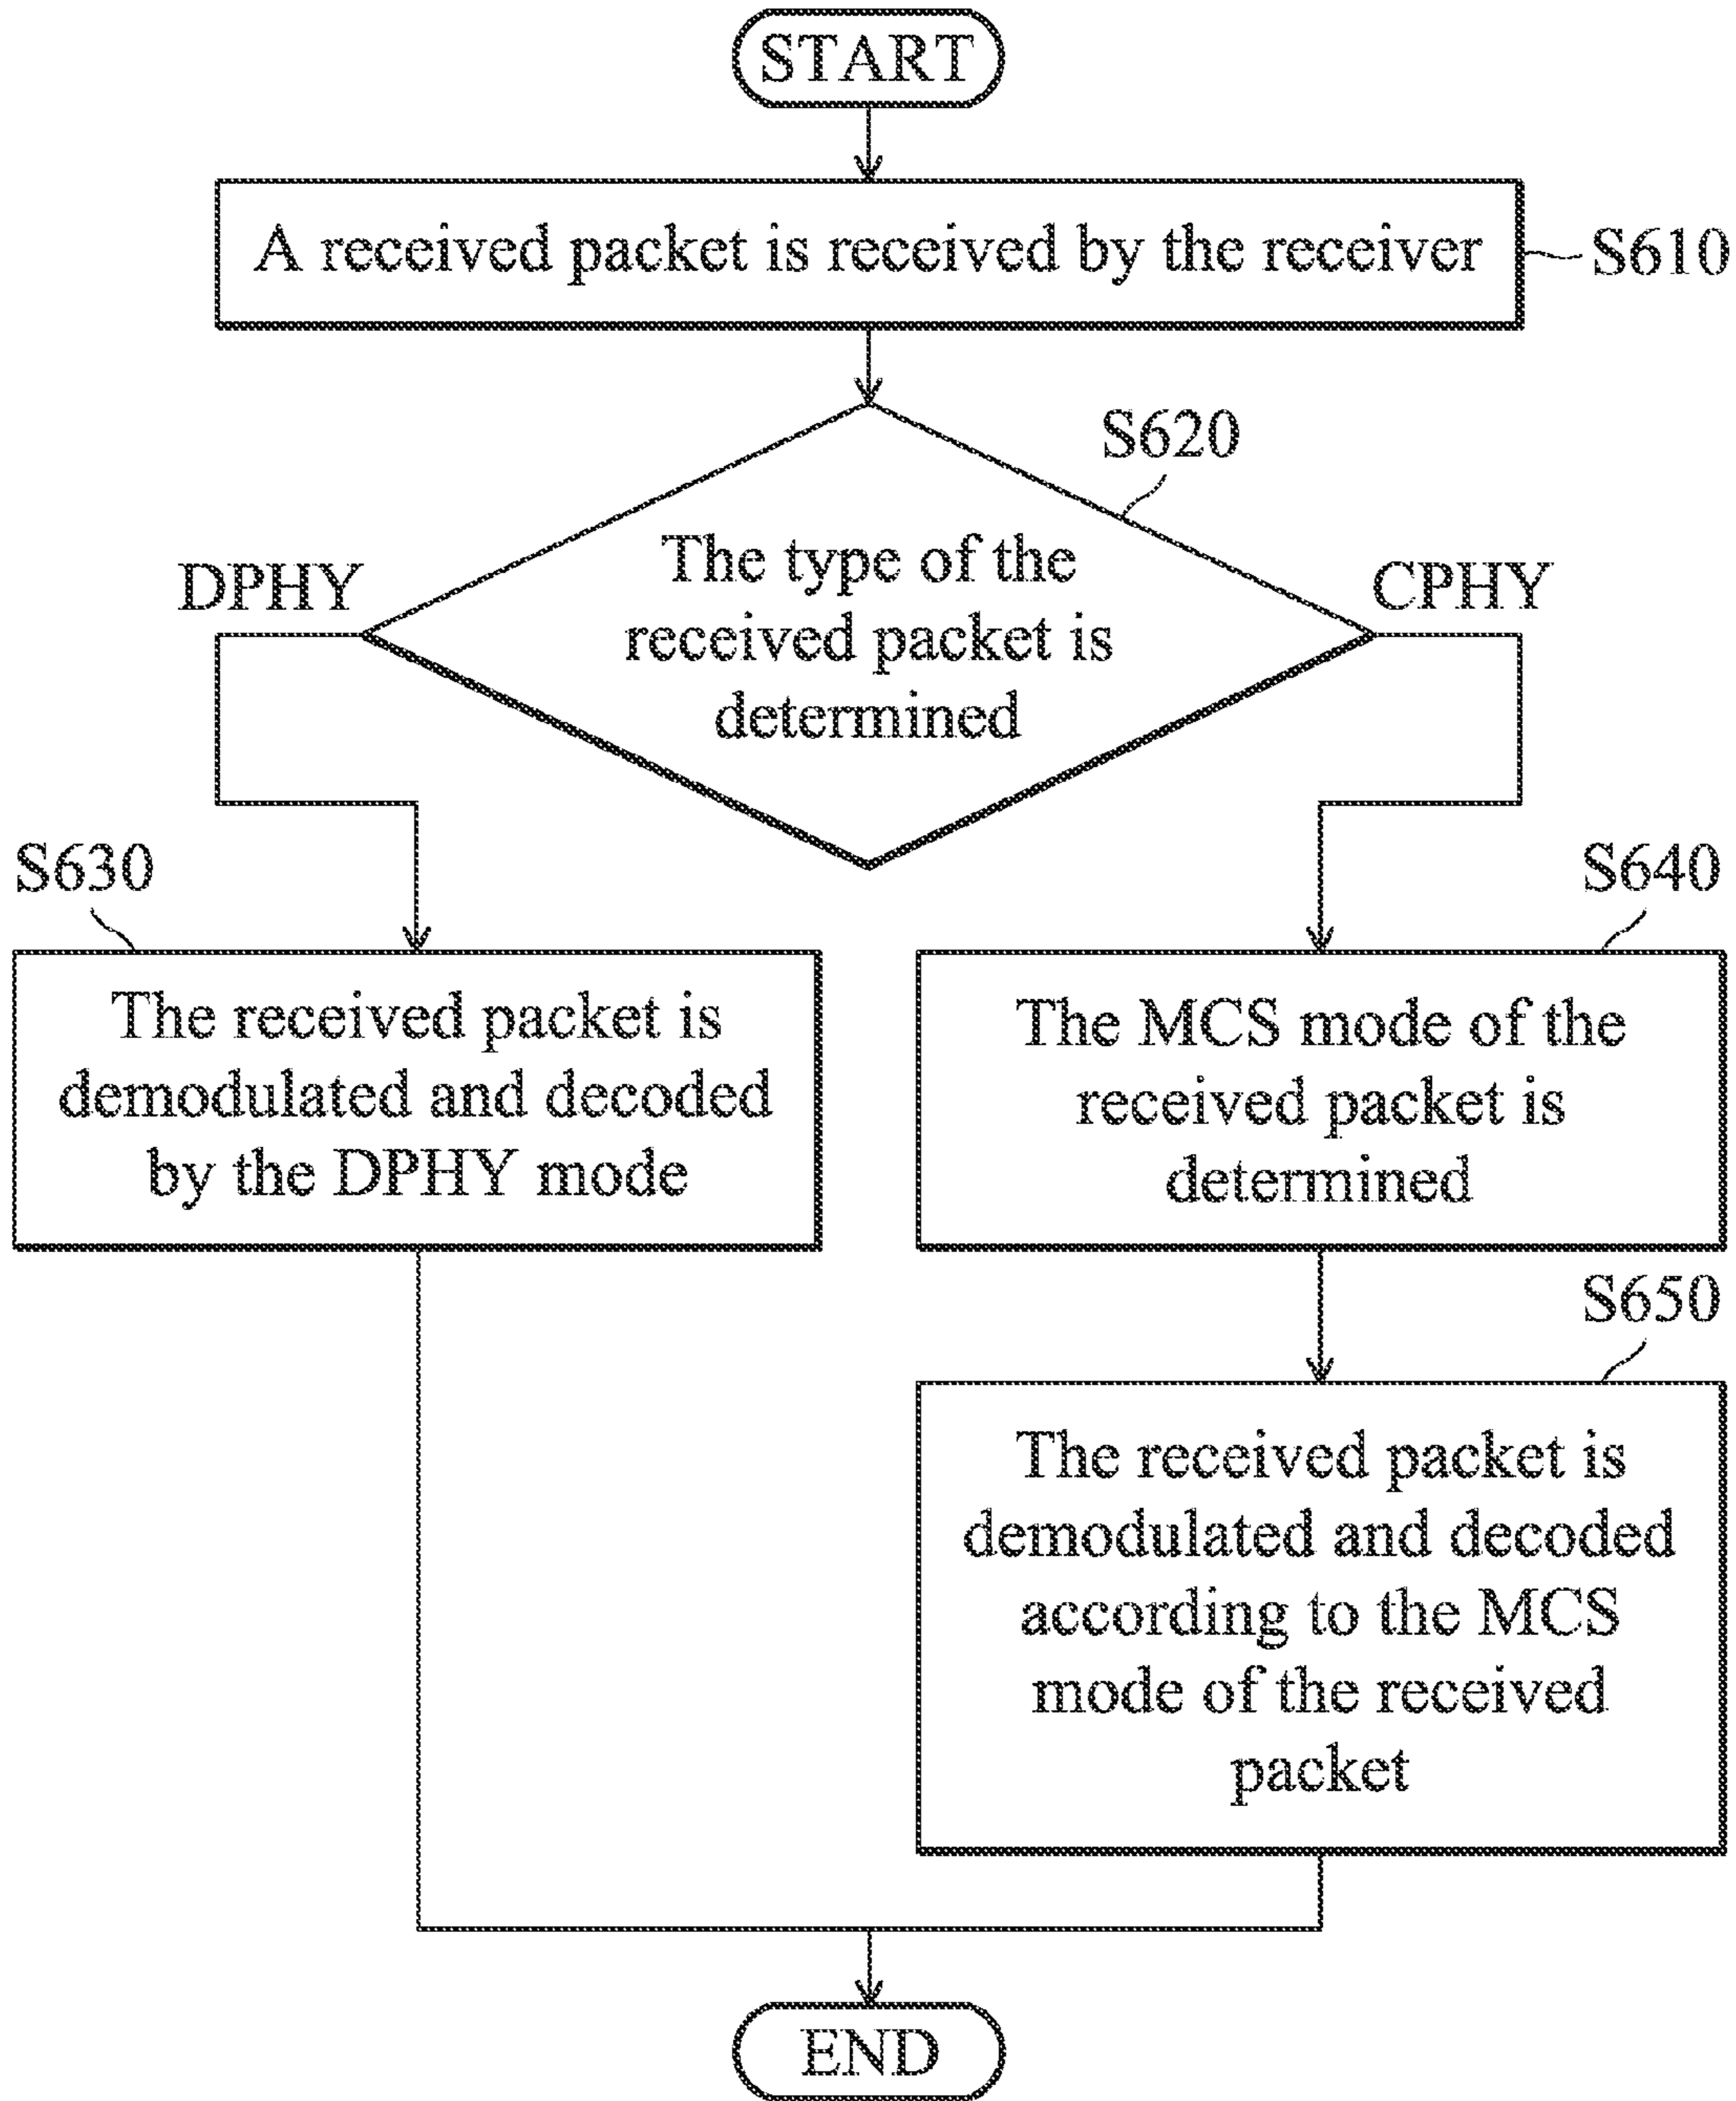 START
A received packet is received by the receiver
S610
S620
The type of the
received packet is
determined
DPHY
CPHY
S630
The received packet is
demodulated and decoded
by the DPHY mode
S640
The MCS mode of the
received packet is
determined
S650
The received packet is
demodulated and decoded
according to the MCS
mode of the received
packet
END